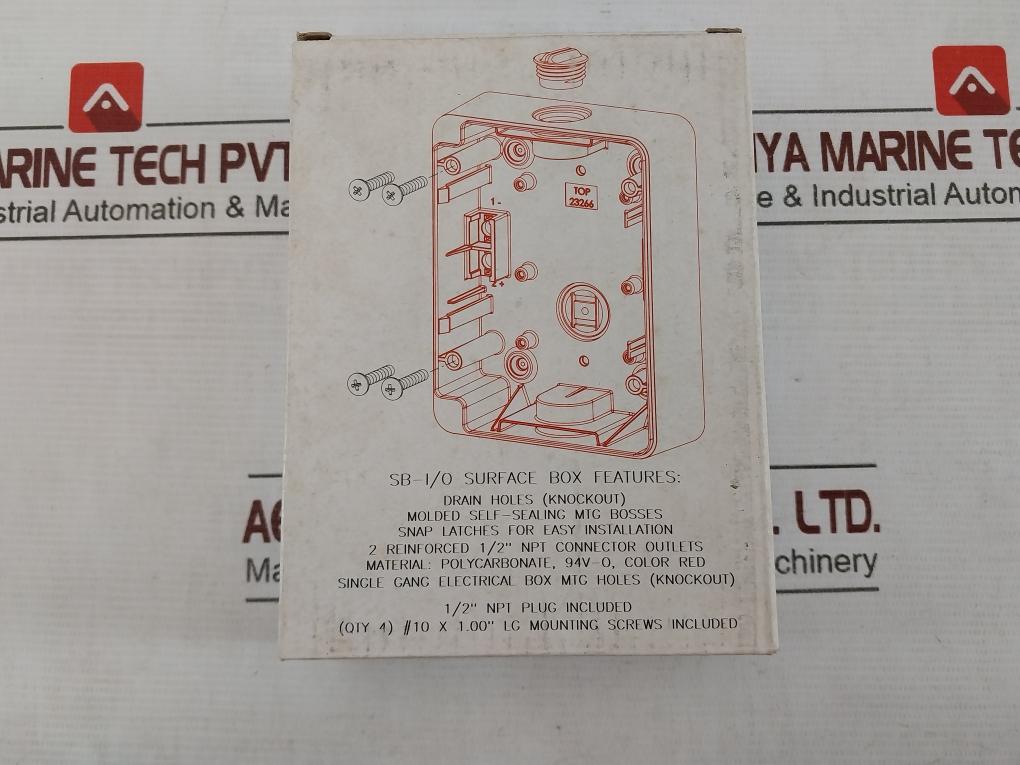 ARINE TECH PVT
strial Automation & Ma
YA MARINE TE
e & Industrial Autom
1 -
TOP
23266
2 +
SB-I/O SURFACE BOX FEATURES:
DRAIN HOLES (KNOCKOUT)
MOLDED SELF-SEALING MTG BOSSES
SNAP LATCHES FOR EASY INSTALLATION
2 REINFORCED 1/2" NPT CONNECTOR OUTLETS
MATERIAL: POLYCARBONATE, 94V-0, COLOR RED
SINGLE GANG ELECTRICAL BOX MTG HOLES (KNOCKOUT)
1/2" NPT PLUG INCLUDED
(QTY 4) #10 X 1.00" LG MOUNTING SCREWS INCLUDED
. LTD.
Ma
chinery